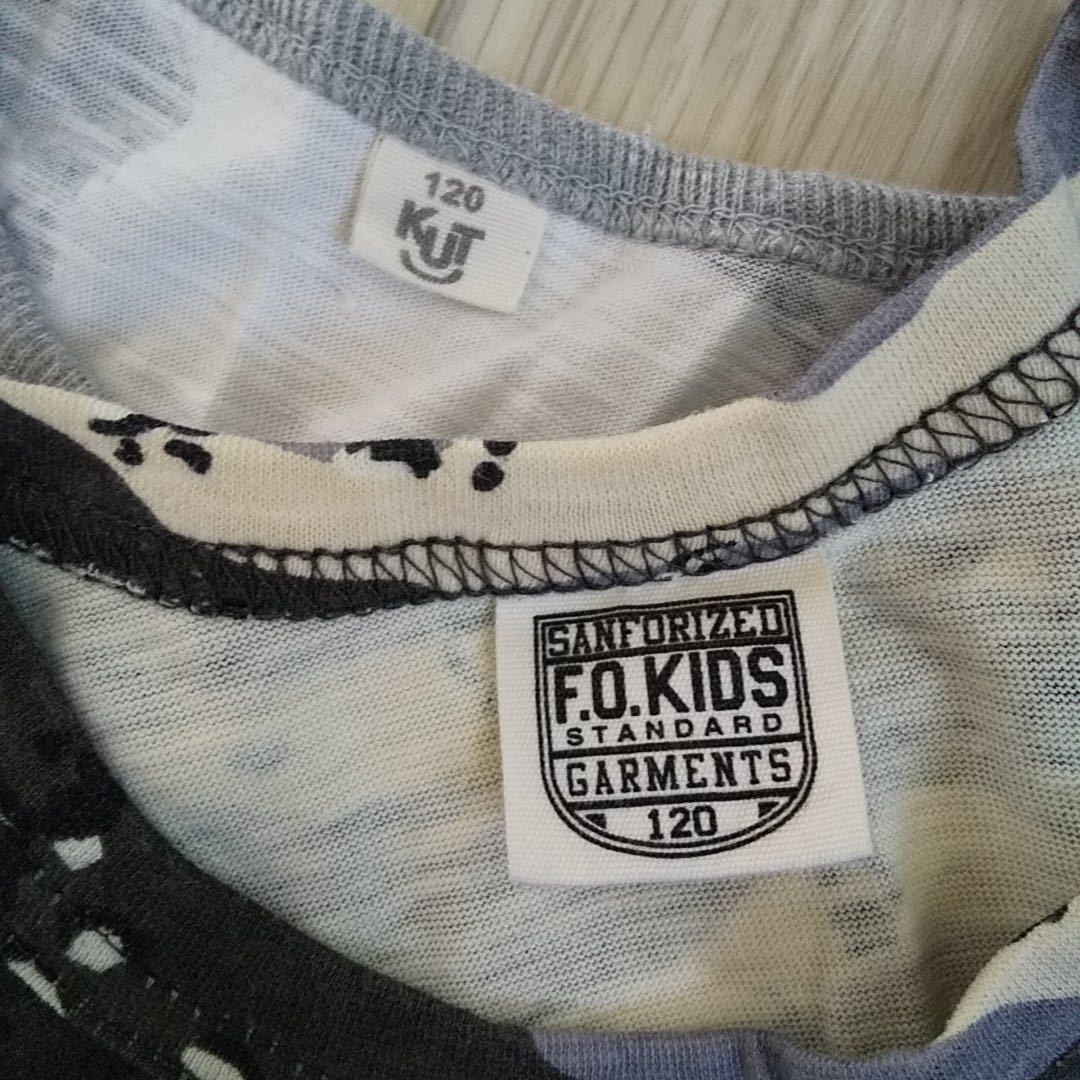 120
KUT
SANFORIZED
F.O.KIDS
STANDARD
GARMENTS
120